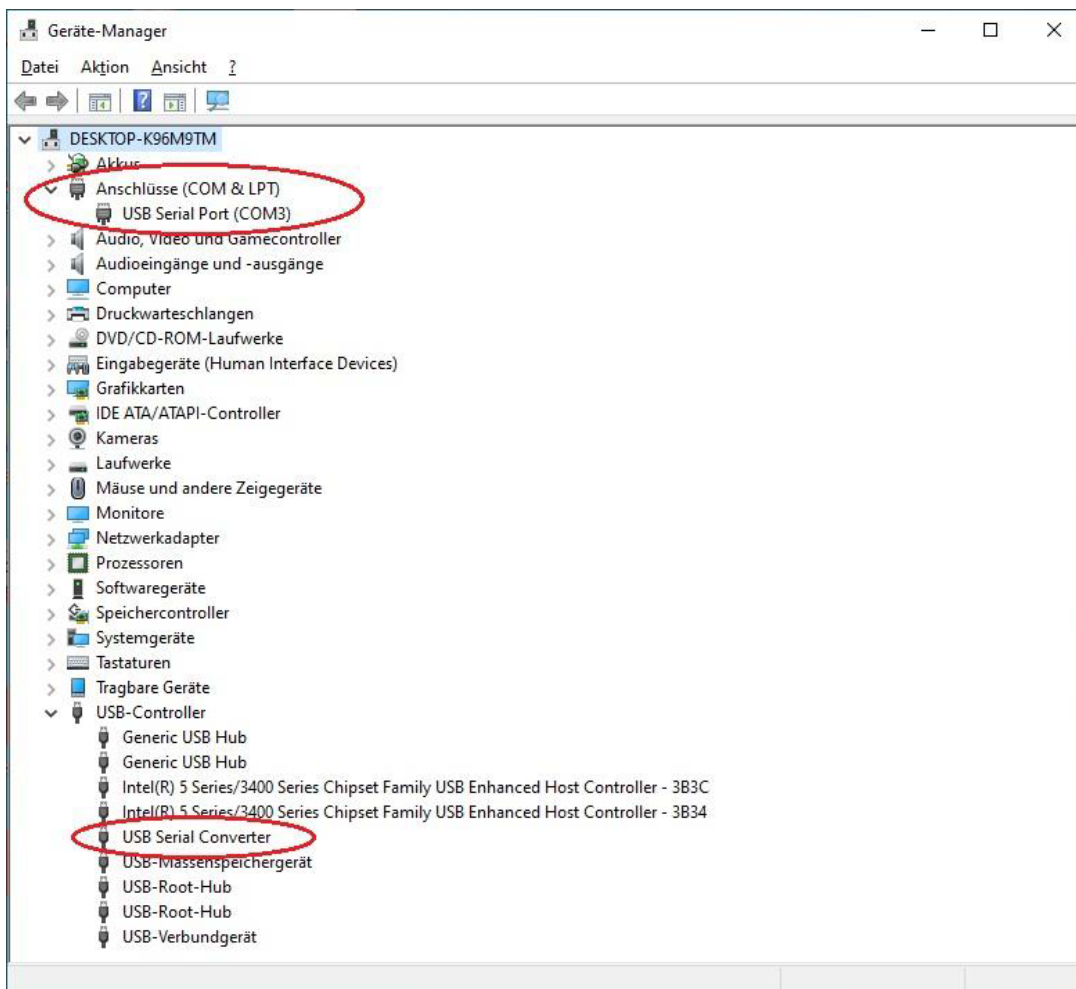 Geräte-Manager
Datei Aktion Ansicht ?
DESKTOP-K96M9TM
Akkus
Anschlüsse (COM & LPT)
USB Serial Port (COM3)
Audio, Video und Gamecontroller
Audioeingänge und -ausgänge
Computer
Druckwarteschlangen
DVD/CD-ROM-Laufwerke
Eingabegeräte (Human Interface Devices)
Grafikkarten
IDE ATA/ATAPI-Controller
Kameras
Laufwerke
Mäuse und andere Zeigegeräte
Monitore
Netzwerkadapter
Prozessoren
Softwaregeräte
Speichercontroller
Systemgeräte
Tastaturen
Tragbare Geräte
USB-Controller
Generic USB Hub
Generic USB Hub
Intel(R) 5 Series/3400 Series Chipset Family USB Enhanced Host Controller - 3B3C
Intel(R) 5 Series/3400 Series Chipset Family USB Enhanced Host Controller - 3B34
USB Serial Converter
USB-Massenspeichergerät
USB-Root-Hub
USB-Root-Hub
USB-Verbundgerät